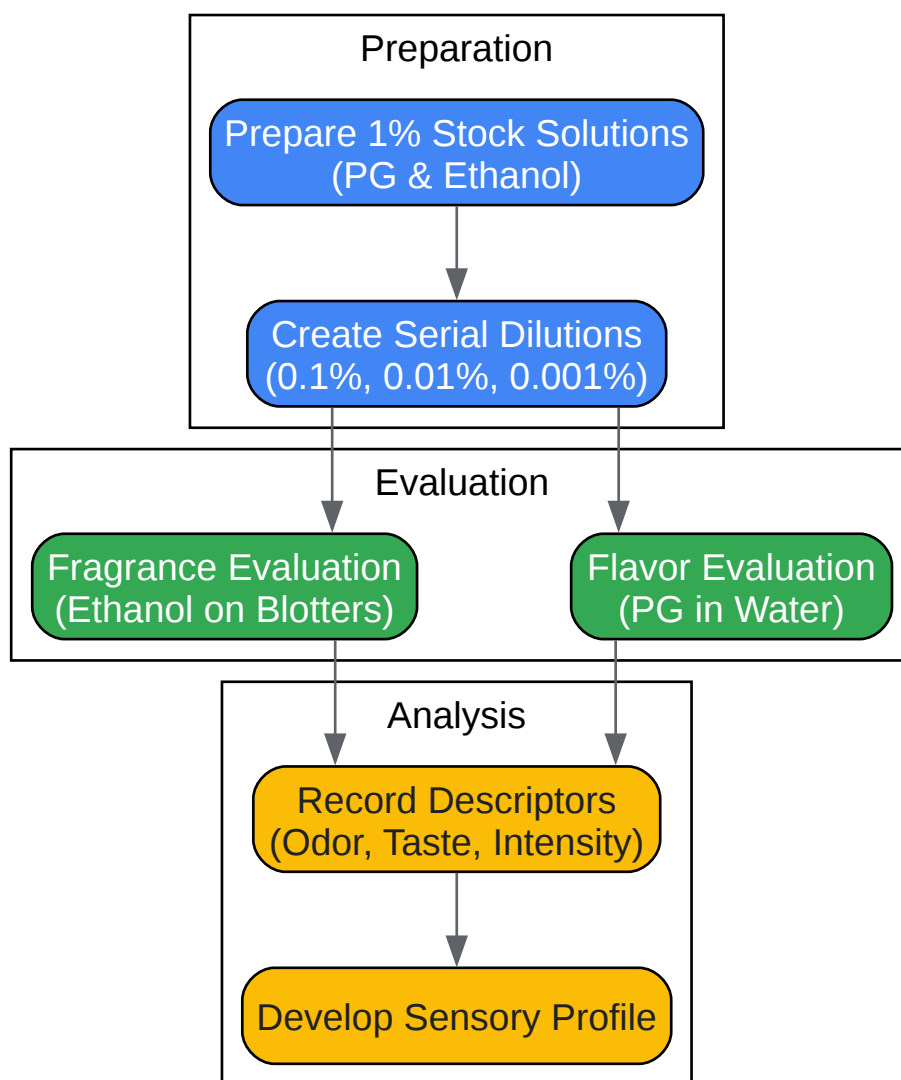 Preparation
Prepare 1% Stock Solutions
(PG & Ethanol)
Create Serial Dilutions
(0.1%, 0.01%, 0.001%)
Evaluation
Fragrance Evaluation
(Ethanol on Blotters)
Flavor Evaluation
(PG in Water)
Analysis
Record Descriptors
(Odor, Taste, Intensity)
Develop Sensory Profile